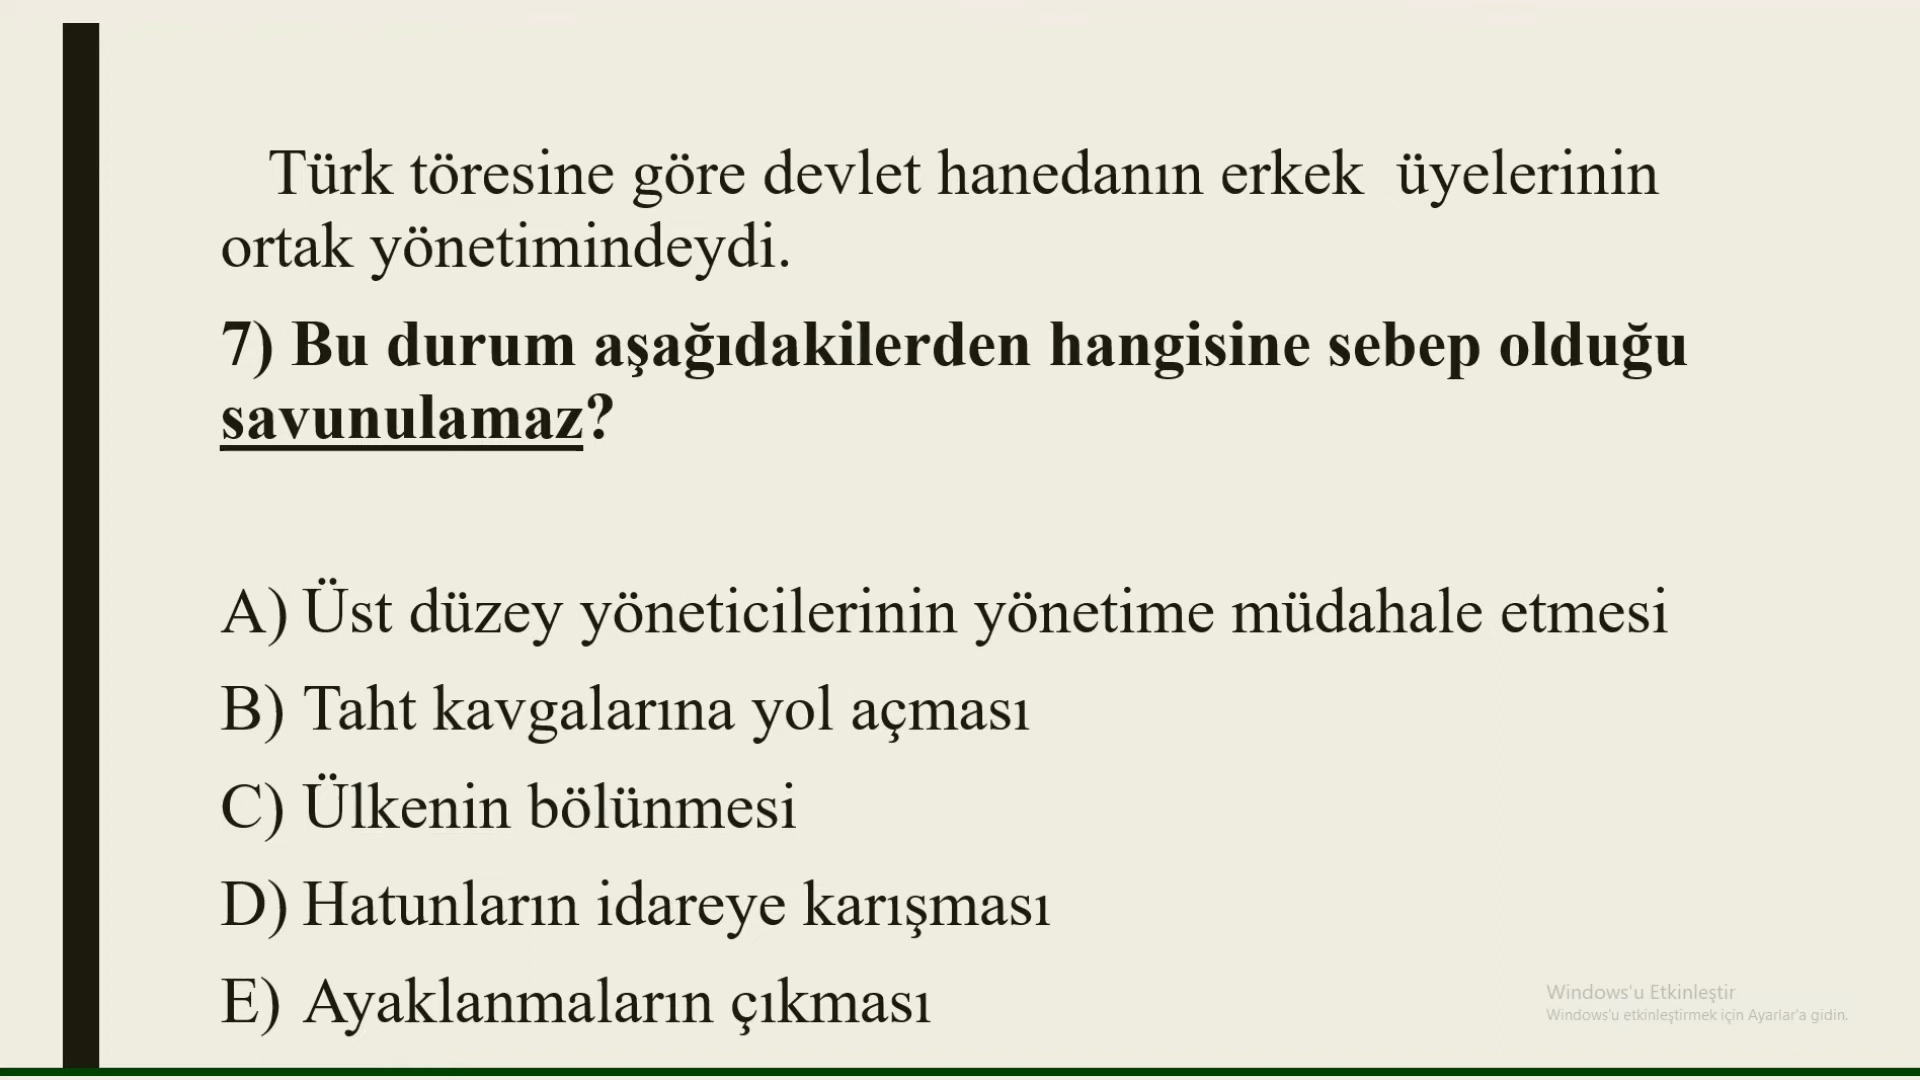 Türk töresine göre devlet hanedanın erkek üyelerinin
ortak yönetimindeydi.
7) Bu durum aşağıdakilerden hangisine sebep olduğu
savunulamaz?
A) Üst düzey yöneticilerinin yönetime müdahale etmesi
B) Taht kavgalarına yol açması
C) Ülkenin bölünmesi
D) Hatunların idareye karışması
E) Ayaklanmaların çıkması
Windows'u Etkinleştir
Windows'u etkinleştirmek için Ayarlar'a gidin.